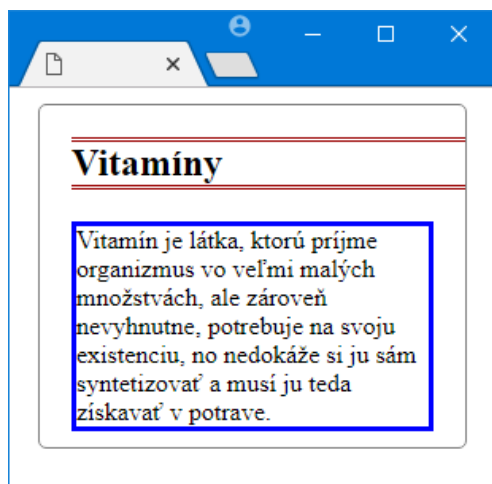 Vitamíny
Vitamín je látka, ktorú príjme
organizmus vo veľmi malých
množstvách, ale zároveň
nevyhnutne, potrebuje na svoju
existenciu, no nedokáže si ju sám
syntetizovať a musí ju teda
získavať v potrave.